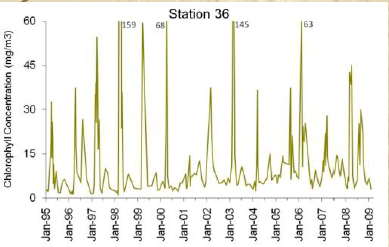 Station 36
60
159
68
145
63
45
30
15
0
Chlorophyll Concentration (mg/m3)
Jan-95
Jan-96
Jan-97
Jan-98
Jan-99
Jan-00
Jan-01
Jan-02
Jan-03
Jan-04
Jan-05
Jan-06
Jan-07
Jan-08
Jan-09